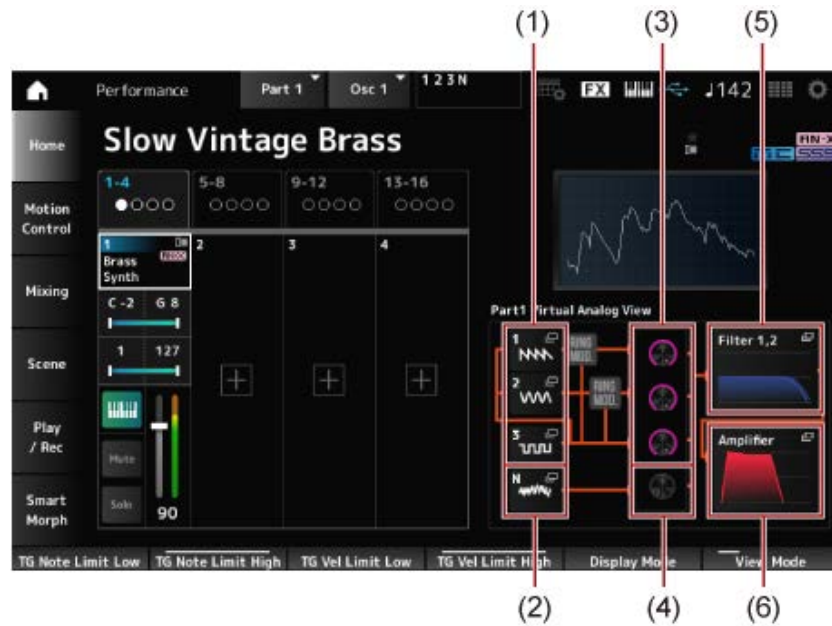 (1) (3) (5)
Performance Part 1 Osc 1 1 2 3 N FX ♩142
Home
Slow Vintage Brass
1-4 5-8 9-12 13-16
Motion
Control
1 2 3 4
Brass
Synth
Mixing
C -2 G 8
Part1 Virtual Analog View
1 127
1 RING
MOD.
Filter 1,2
Scene
2 RING
MOD.
Play
/ Rec
Mute
3
Amplifier
Smart
Morph
Solo
N
90
TG Note Limit Low TG Note Limit High TG Vel Limit Low TG Vel Limit High Display Mode View Mode
(2) (4) (6)